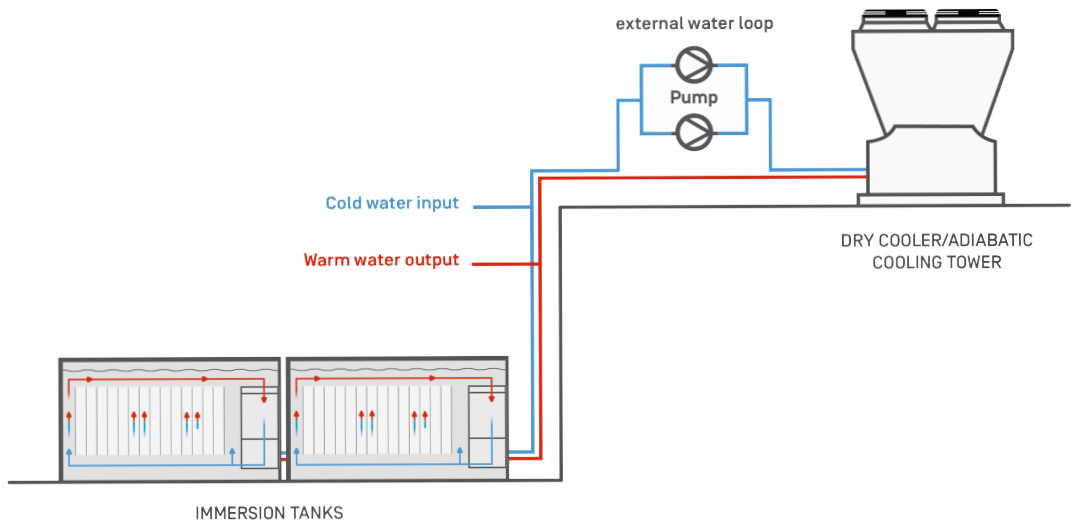 external water loop
Pump
Cold water input
Warm water output
DRY COOLER/ADIABATIC
COOLING TOWER
IMMERSION TANKS